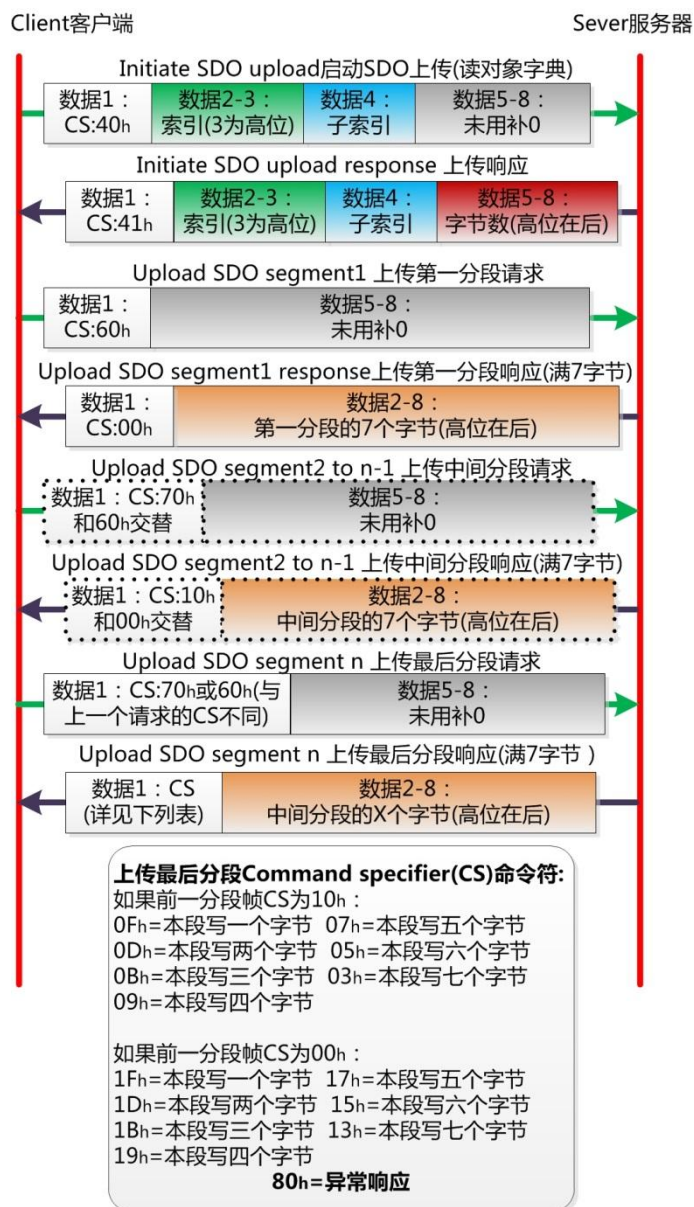 Client客户端 Sever服务器
Initiate SDO upload启动SDO上传(读对象字典)
数据1： 数据2-3： 数据4： 数据5-8：
CS:40h 索引(3为高位) 子索引 未用补0
Initiate SDO upload response 上传响应
数据1： 数据2-3： 数据4： 数据5-8：
CS:41h 索引(3为高位) 子索引 字节数(高位在后)
Upload SDO segment1 上传第一分段请求
数据1： 数据5-8：
CS:60h 未用补0
Upload SDO segment1 response上传第一分段响应(满7字节)
数据1： 数据2-8：
CS:00h 第一分段的7个字节(高位在后)
Upload SDO segment2 to n-1 上传中间分段请求
数据1：CS:70h 数据5-8：
和60h交替 未用补0
Upload SDO segment2 to n-1 上传中间分段响应(满7字节)
数据1：CS:10h 数据2-8：
和00h交替 中间分段的7个字节(高位在后)
Upload SDO segment n 上传最后分段请求
数据1：CS:70h或60h(与 数据5-8：
上一个请求的CS不同) 未用补0
Upload SDO segment n 上传最后分段响应(满7字节 )
数据1：CS 数据2-8：
(详见下列表) 中间分段的X个字节(高位在后)
上传最后分段Command specifier(CS)命令符:
如果前一分段帧CS为10h：
0Fh=本段写一个字节 07h=本段写五个字节
0Dh=本段写两个字节 05h=本段写六个字节
0Bh=本段写三个字节 03h=本段写七个字节
09h=本段写四个字节
如果前一分段帧CS为00h：
1Fh=本段写一个字节 17h=本段写五个字节
1Dh=本段写两个字节 15h=本段写六个字节
1Bh=本段写三个字节 13h=本段写七个字节
19h=本段写四个字节
80h=异常响应